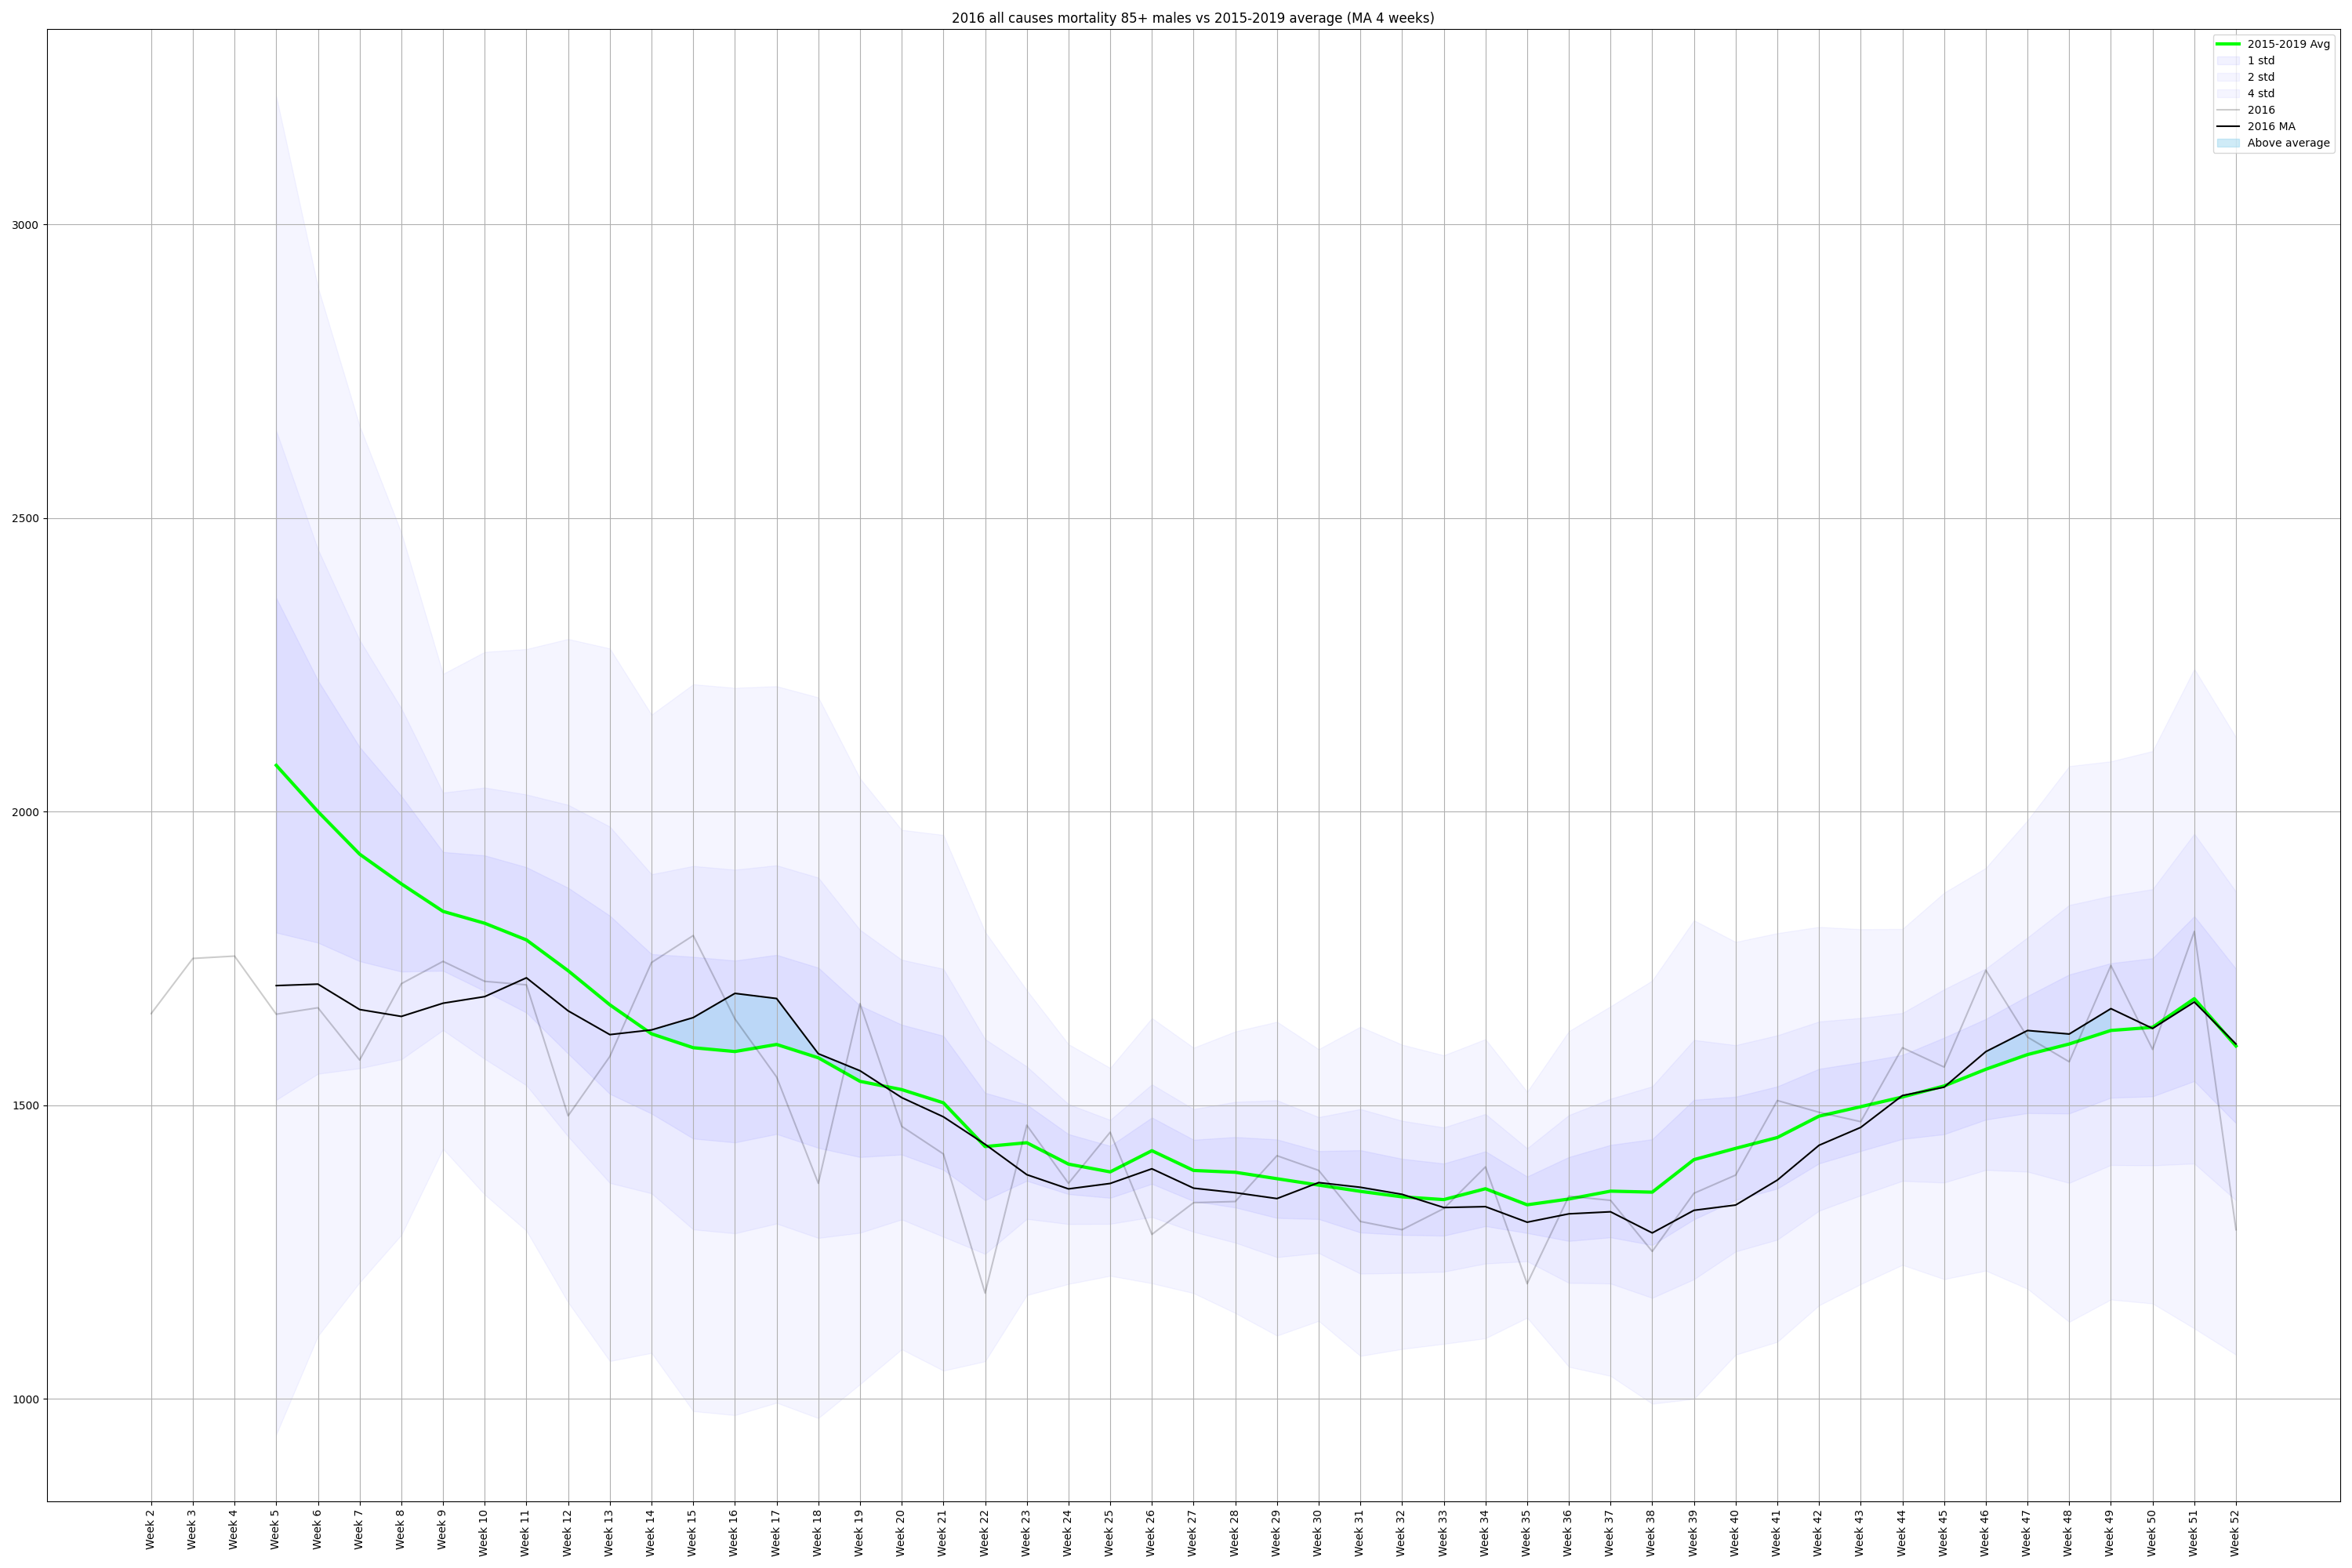 2016 all causes mortality 85+ males vs 2015-2019 average (MA 4 weeks)
2015-2019 Avg
1 std
2 std
4 std
2016
2016 MA
Above average
3000
2500
2000
1500
1000
Week 2
Week 3
Week 4
Week 5
Week 6
Week 7
Week 8
Week 9
Week 10
Week 11
Week 12
Week 13
Week 14
Week 15
Week 16
Week 17
Week 18
Week 19
Week 20
Week 21
Week 22
Week 23
Week 24
Week 25
Week 26
Week 27
Week 28
Week 29
Week 30
Week 31
Week 32
Week 33
Week 34
Week 35
Week 36
Week 37
Week 38
Week 39
Week 40
Week 41
Week 42
Week 43
Week 44
Week 45
Week 46
Week 47
Week 48
Week 49
Week 50
Week 51
Week 52